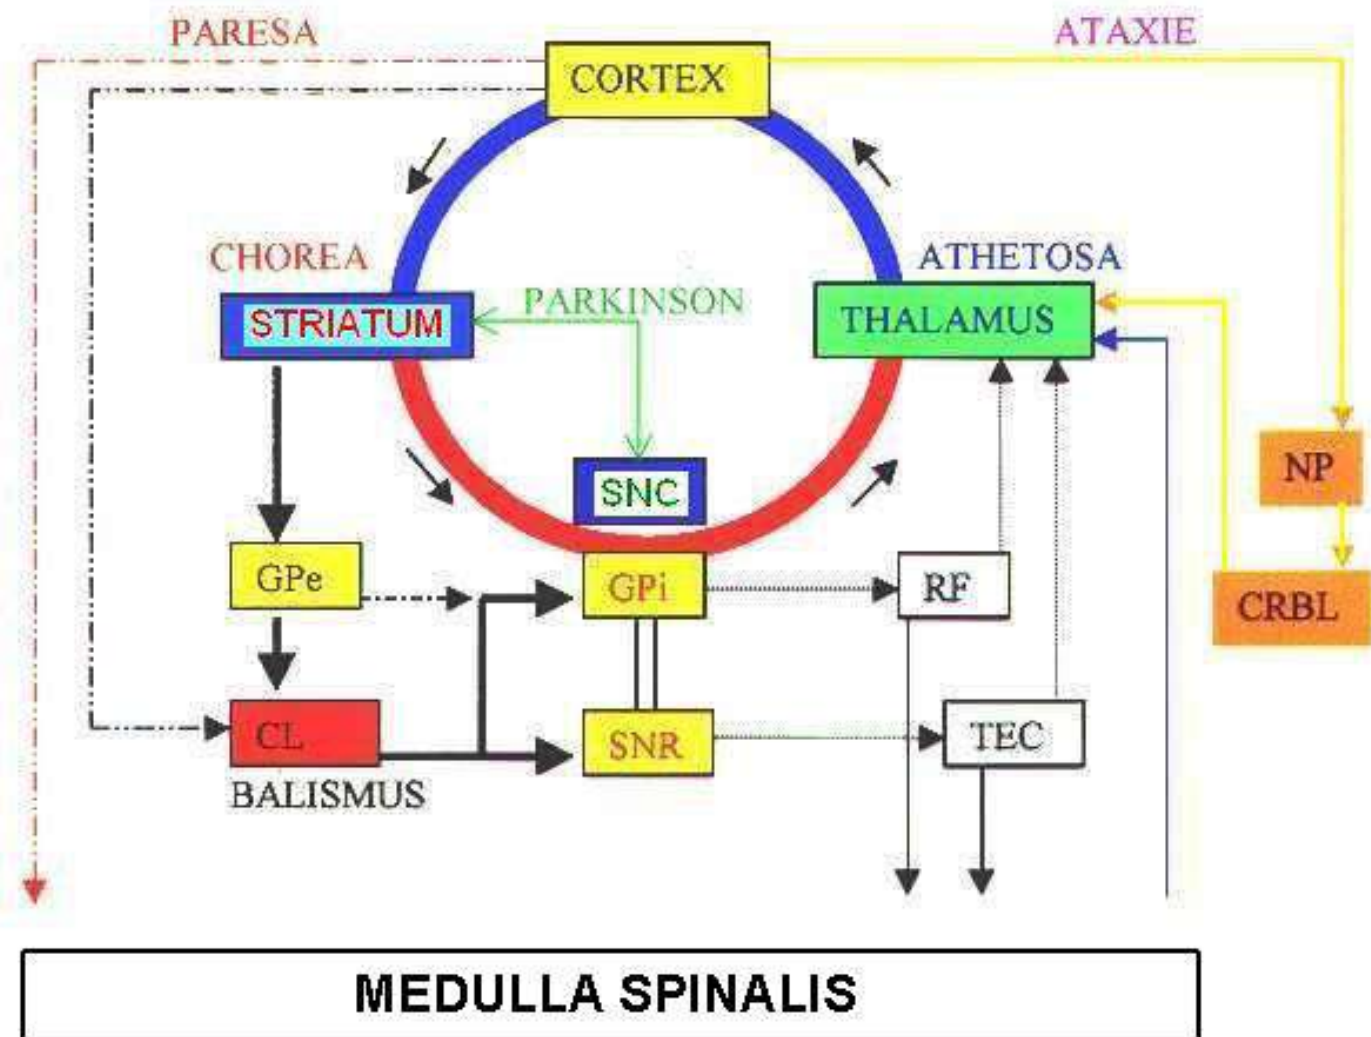 PARESA
ATAXIE
CORTEX
CHOREA
ATHETOSA
PARKINSON
STRIATUM
THALAMUS
NP
SNC
GPe
GPi
RF
CRBL
CL
SNR
TEC
BALISMUS
MEDULLA SPINALIS